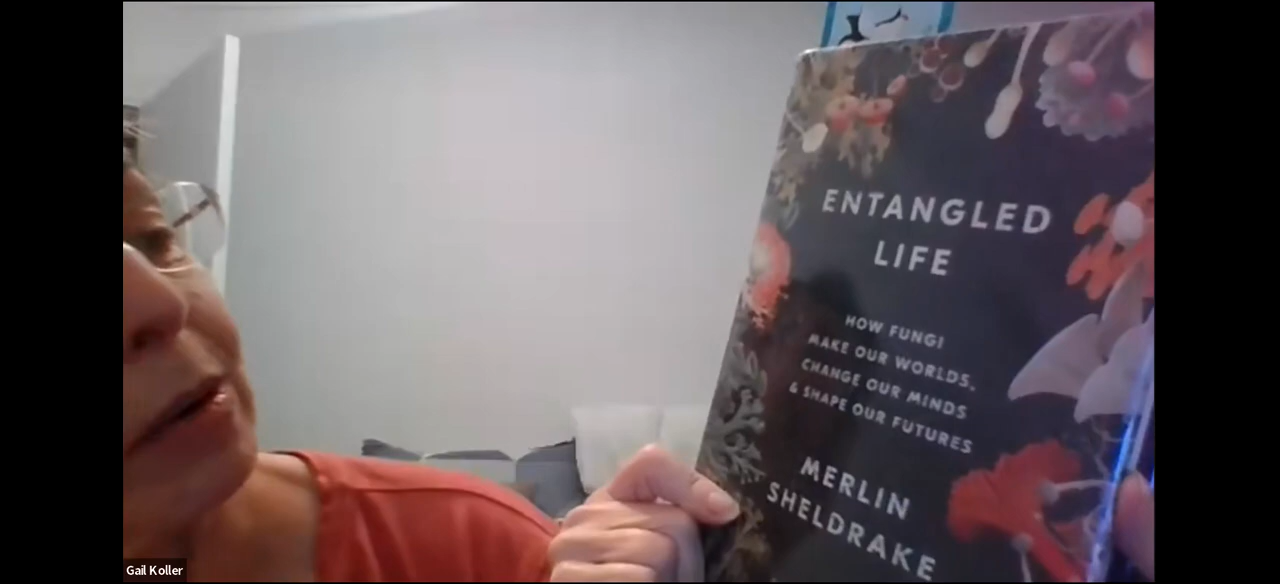 ENTANGLED
LIFE
HOW FUNGI
MAKE OUR WORLDS,
CHANGE OUR MINDS
& SHAPE OUR FUTURES
MERLIN
SHELDRAKE
Gail Koller